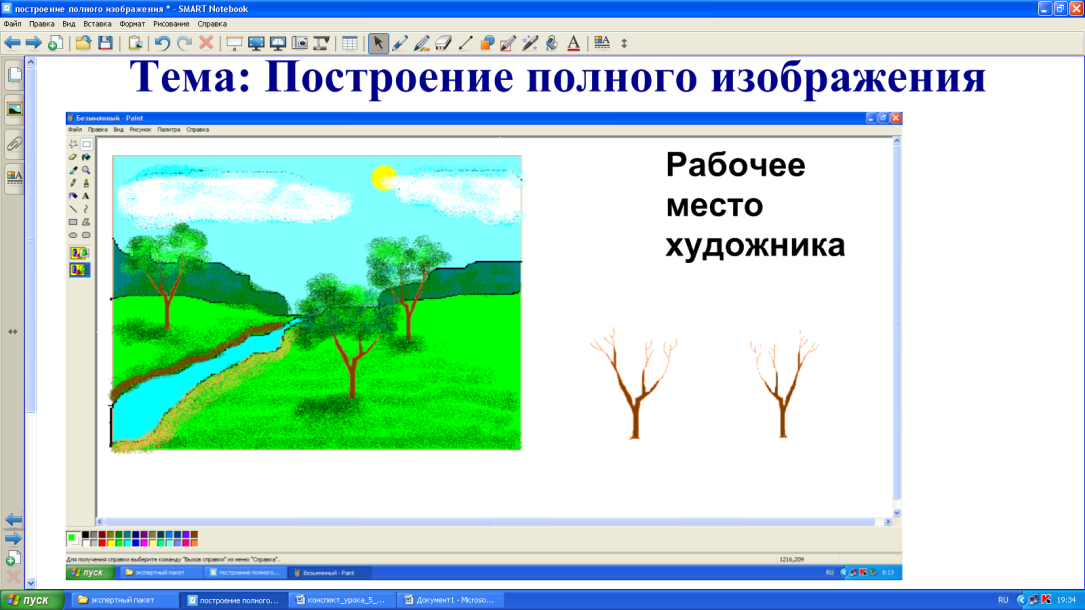 построение полного изображения * - SMART Notebook
Файл Правка Вид Вставка Формат Рисование Справка
Тема: Построение полного изображения
Безымянный - Paint
Файл Правка Вид Рисунок Палитра Справка
Рабочее
место
художника
Для получения справки выберите команду "Вызов справки" из меню "Справка".
1216,209
пуск
экспертный пакет
построение полного...
Безымянный - Paint
RU
8:13
пуск
экспертный пакет
построение полного...
конспект_урока_5_...
Документ1 - Microso...
RU
19:34